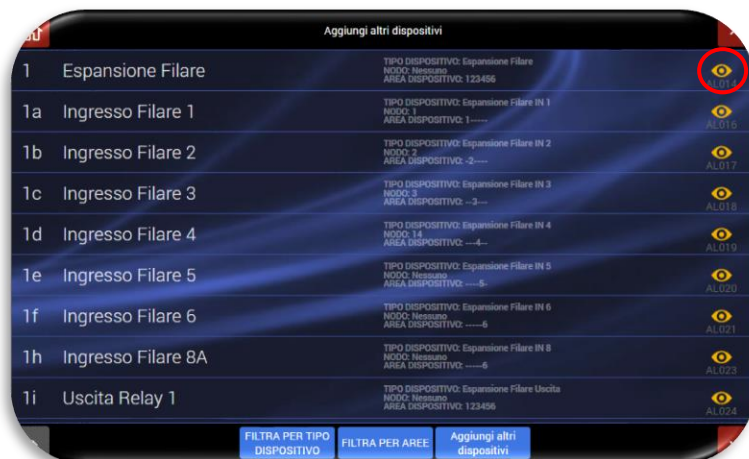 Aggiungi altri dispositivi
1 Espansione Filare
TIPO DISPOSITIVO: Espansione Filare
NODO: Nessuno
AREA DISPOSITIVO: 123456
AL014
1a Ingresso Filare 1
TIPO DISPOSITIVO: Espansione Filare IN 1
NODO: 1
AREA DISPOSITIVO: 1-----
AL016
1b Ingresso Filare 2
TIPO DISPOSITIVO: Espansione Filare IN 2
NODO: 2
AREA DISPOSITIVO: -2----
AL017
1c Ingresso Filare 3
TIPO DISPOSITIVO: Espansione Filare IN 3
NODO: 3
AREA DISPOSITIVO: --3---
AL018
1d Ingresso Filare 4
TIPO DISPOSITIVO: Espansione Filare IN 4
NODO: 14
AREA DISPOSITIVO: ---4--
AL019
1e Ingresso Filare 5
TIPO DISPOSITIVO: Espansione Filare IN 5
NODO: Nessuno
AREA DISPOSITIVO: ----5-
AL020
1f Ingresso Filare 6
TIPO DISPOSITIVO: Espansione Filare IN 6
NODO: Nessuno
AREA DISPOSITIVO: -----6
AL021
1h Ingresso Filare 8A
TIPO DISPOSITIVO: Espansione Filare IN 8
NODO: Nessuno
AREA DISPOSITIVO: -----6
AL023
1i Uscita Relay 1
TIPO DISPOSITIVO: Espansione Filare Uscita
NODO: Nessuno
AREA DISPOSITIVO: 123456
AL024
FILTRA PER TIPO
DISPOSITIVO
FILTRA PER AREE
Aggiungi altri
dispositivi